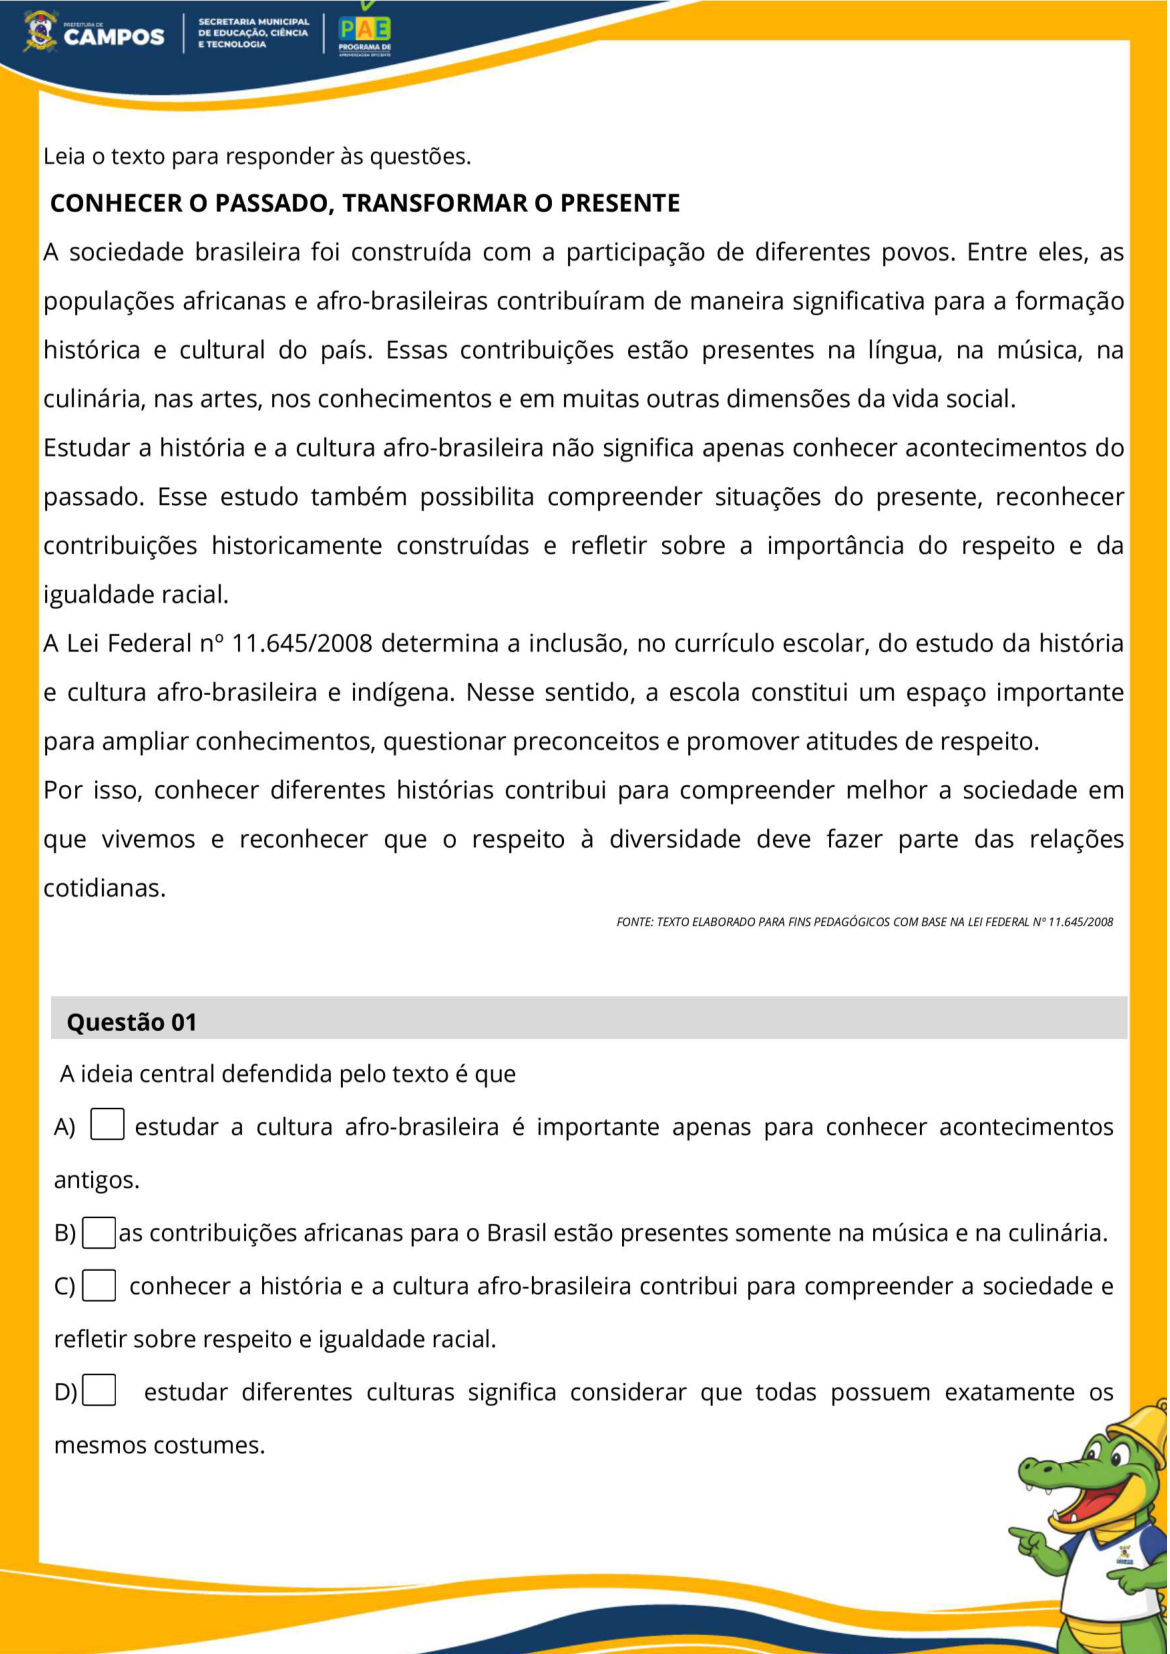 PREFEITURA DE
CAMPOS
SECRETARIA MUNICIPAL
DE EDUCAÇÃO, CIÊNCIA
E TECNOLOGIA
PAE
PROGRAMA DE
APRENDIZAGEM EFICIENTE
Leia o texto para responder às questões.
CONHECER O PASSADO, TRANSFORMAR O PRESENTE
A sociedade brasileira foi construída com a participação de diferentes povos. Entre eles, as
populações africanas e afro-brasileiras contribuíram de maneira significativa para a formação
histórica e cultural do país. Essas contribuições estão presentes na língua, na música, na
culinária, nas artes, nos conhecimentos e em muitas outras dimensões da vida social.
Estudar a história e a cultura afro-brasileira não significa apenas conhecer acontecimentos do
passado. Esse estudo também possibilita compreender situações do presente, reconhecer
contribuições historicamente construídas e refletir sobre a importância do respeito e da
igualdade racial.
A Lei Federal nº 11.645/2008 determina a inclusão, no currículo escolar, do estudo da história
e cultura afro-brasileira e indígena. Nesse sentido, a escola constitui um espaço importante
para ampliar conhecimentos, questionar preconceitos e promover atitudes de respeito.
Por isso, conhecer diferentes histórias contribui para compreender melhor a sociedade em
que vivemos e reconhecer que o respeito à diversidade deve fazer parte das relações
cotidianas.
FONTE: TEXTO ELABORADO PARA FINS PEDAGÓGICOS COM BASE NA LEI FEDERAL Nº 11.645/2008
Questão 01
A ideia central defendida pelo texto é que
A) estudar a cultura afro-brasileira é importante apenas para conhecer acontecimentos
antigos.
B) as contribuições africanas para o Brasil estão presentes somente na música e na culinária.
C) conhecer a história e a cultura afro-brasileira contribui para compreender a sociedade e
refletir sobre respeito e igualdade racial.
D) estudar diferentes culturas significa considerar que todas possuem exatamente os
mesmos costumes.